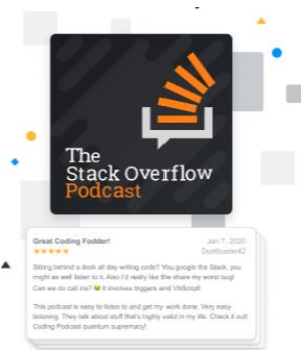 The
Stack Overflow
Podcast
Great Coding Fodder!
Jan 7, 2020
★★★★★
Dustbuster42
Sitting behind a desk all day writing code? You google the Stack, you
might as well listen to it. Also I'd really like the share my worst bug!
Can we do call ins? 😉 It involves triggers and VbScript!
This podcast is easy to listen to and get my work done. Very easy
listening. They talk about stuff that's highly valid in my life. Check it out!
Coding Podcast quantum supremacy!